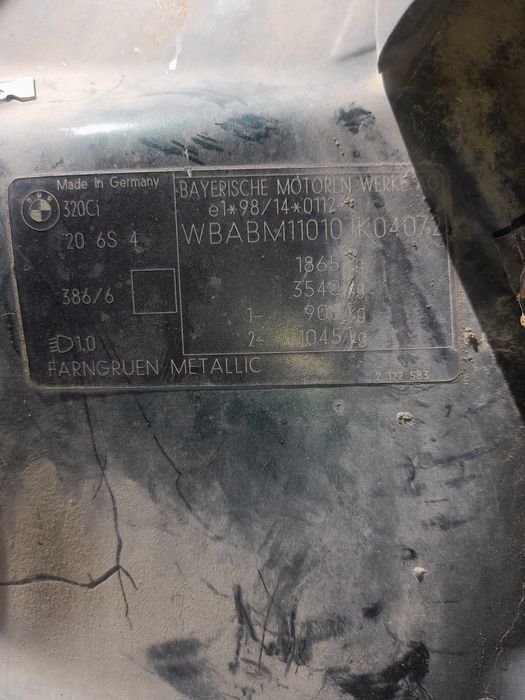 Made in Germany
320Ci
20 6S 4
386/6
1.0
FARNGRUEN METALLIC
BAYERISCHE MOTOREN WERKE
e1*98/14*0112*
WBABM11010JK04072
1865 kg
3540 kg
1- 900 kg
2- 1045 kg